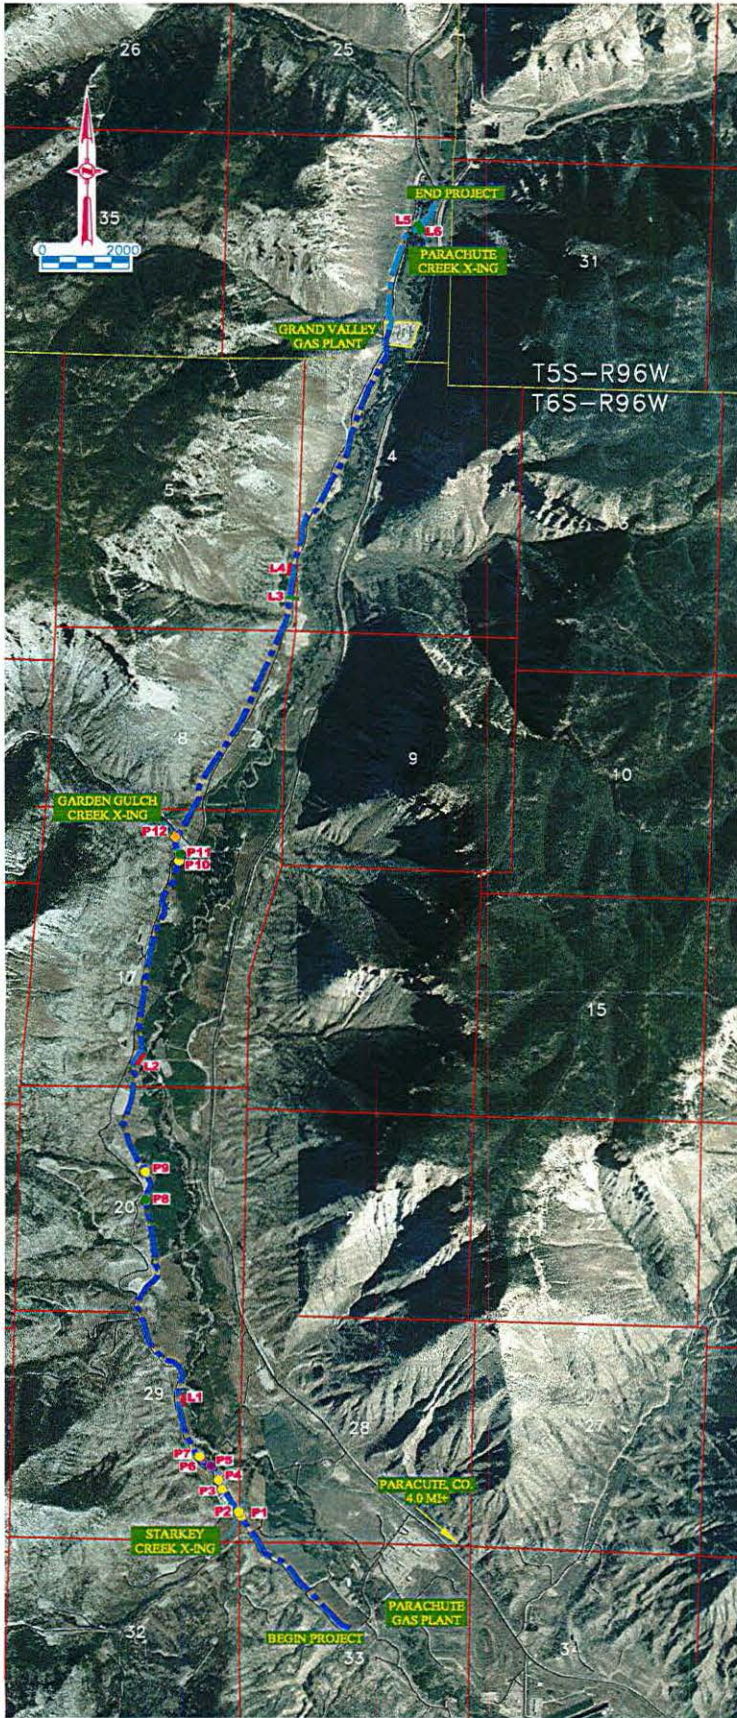 26
25
35
0 2000
END PROJECT
L5
L6
PARACHUTE
CREEK X-ING
31
GRAND VALLEY
GAS PLANT
T5S-R96W
T6S-R96W
4
5
L4
L3
8
9
10
GARDEN GULCH
CREEK X-ING
P12
P11
P10
17
16
15
L2
P9
20
P8
22
29
L1
28
27
P7
P5
P6
P4
P3
PARACUTE, CO.
4.0 MI±
P2
P1
STARKEY
CREEK X-ING
PARACHUTE
GAS PLANT
32
BEGIN PROJECT
33
34